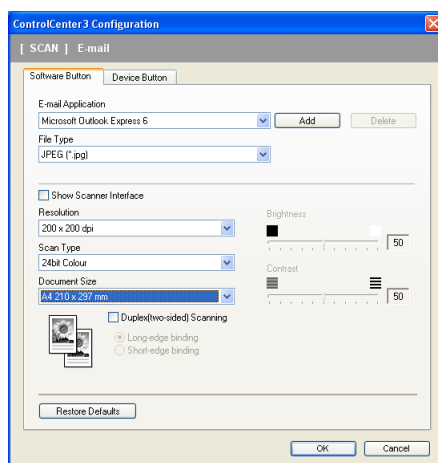 ControlCenter3 Configuration
[ SCAN ] E-mail
Software Button Device Button
E-mail Application
Microsoft Outlook Express 6 Add Delete
File Type
JPEG (*.jpg)
Show Scanner Interface
Resolution Brightness
200 x 200 dpi 50
Scan Type
24bit Colour Contrast
Document Size
A4 210 x 297 mm 50
Duplex(two-sided) Scanning
Long-edge binding
Short-edge binding
Restore Defaults
OK Cancel